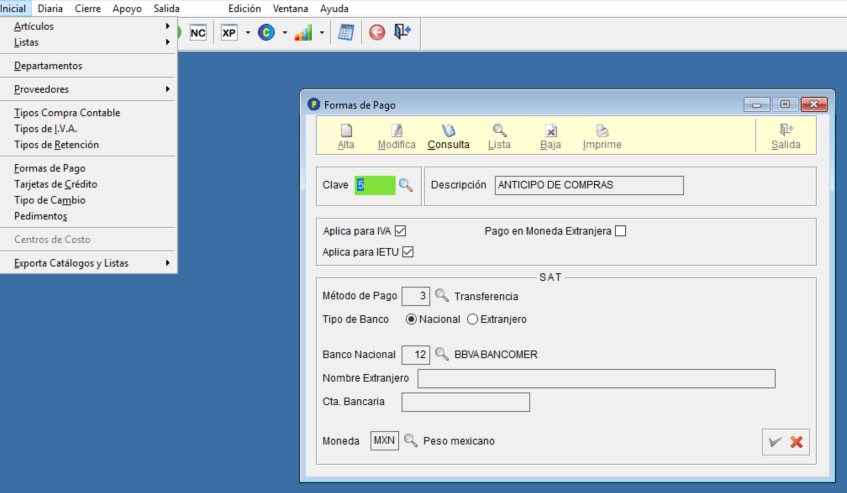 Inicial Diaria Cierre Apoyo Salida Edición Ventana Ayuda
NC XP C
Artículos
Listas
Departamentos
Proveedores
Tipos Compra Contable
Tipos de I.V.A.
Tipos de Retención
Formas de Pago
Tarjetas de Crédito
Tipo de Cambio
Pedimentos
Centros de Costo
Exporta Catálogos y Listas
P Formas de Pago
Alta Modifica Consulta Lista Baja Imprime Salida
Clave 5 Descripción ANTICIPO DE COMPRAS
Aplica para IVA Pago en Moneda Extranjera
Aplica para IETU
SAT
Método de Pago 3 Transferencia
Tipo de Banco Nacional Extranjero
Banco Nacional 12 BBVA BANCOMER
Nombre Extranjero
Cta. Bancaria
Moneda MXN Peso mexicano